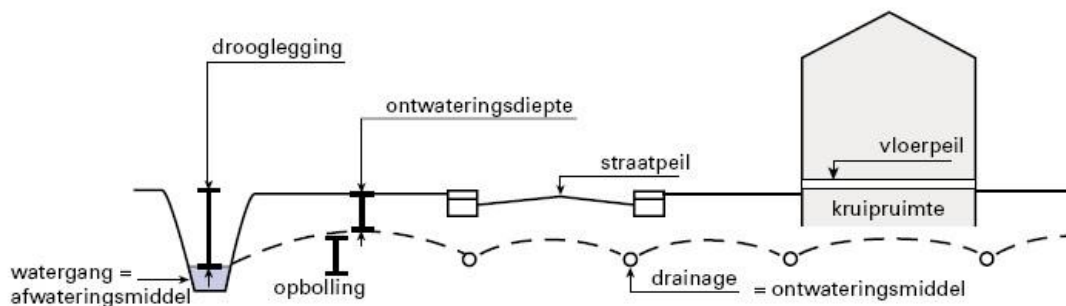 drooglegging
ontwateringsdiepte
straatpeil
vloerpeil
kruipruimte
watergang =
afwateringsmiddel
opbolling
drainage = ontwateringsmiddel